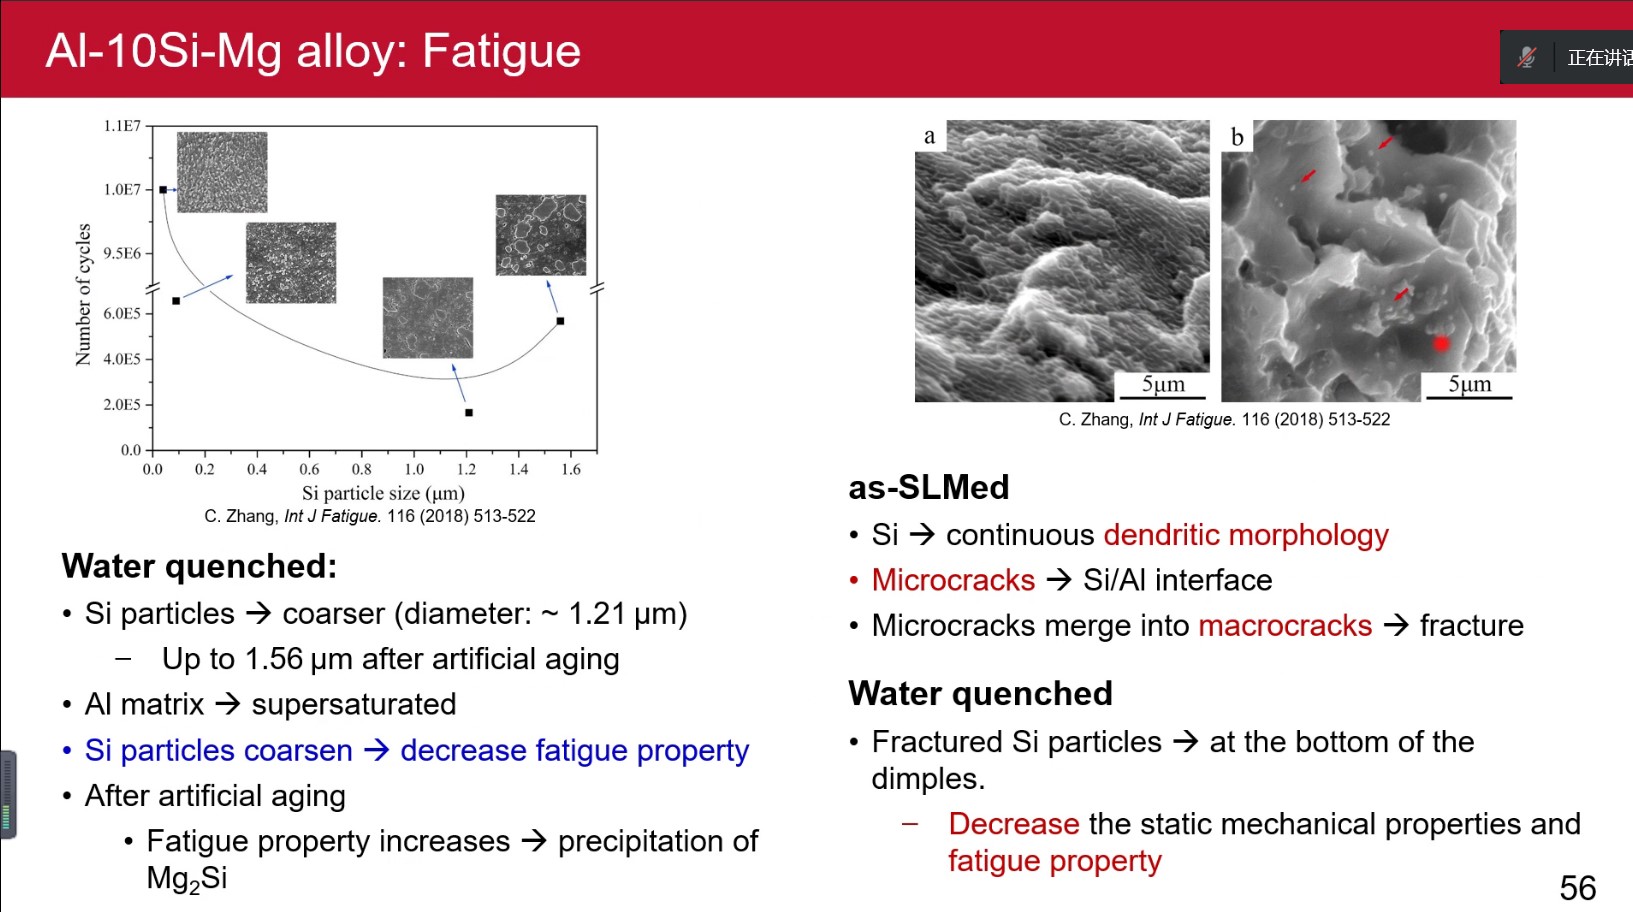 Al-10Si-Mg alloy: Fatigue
正在讲话
1.1E7
1.0E7
9.5E6
6.0E5
4.0E5
2.0E5
0.0
Number of cycles
0.0 0.2 0.4 0.6 0.8 1.0 1.2 1.4 1.6
Si particle size (μm)
C. Zhang, Int J Fatigue. 116 (2018) 513-522
Water quenched:
• Si particles → coarser (diameter: ~ 1.21 μm)
– Up to 1.56 μm after artificial aging
• Al matrix → supersaturated
• Si particles coarsen → decrease fatigue property
• After artificial aging
• Fatigue property increases → precipitation of
Mg₂Si
a
5μm
b
5μm
C. Zhang, Int J Fatigue. 116 (2018) 513-522
as-SLMed
• Si → continuous dendritic morphology
• Microcracks → Si/Al interface
• Microcracks merge into macrocracks → fracture
Water quenched
• Fractured Si particles → at the bottom of the
dimples.
– Decrease the static mechanical properties and
fatigue property
56